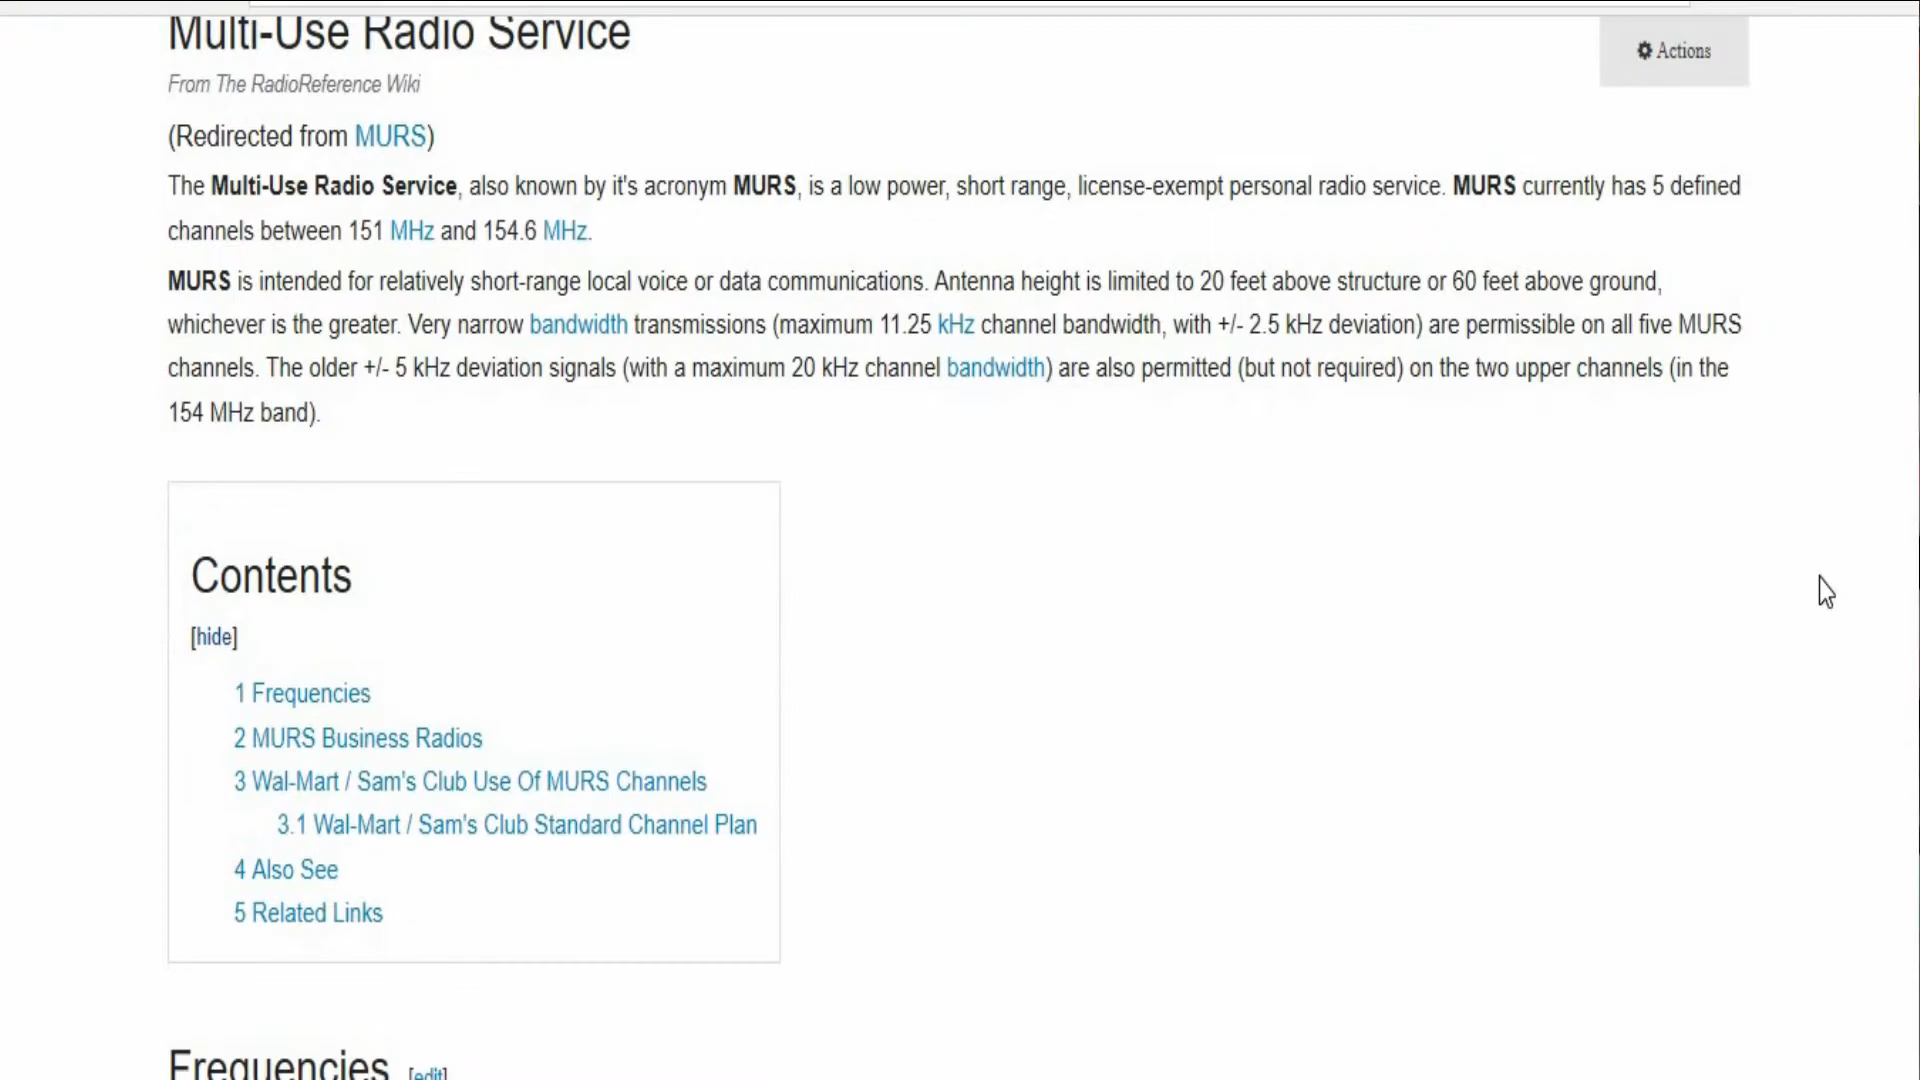 Multi-Use Radio Service
Actions
From The RadioReference Wiki
(Redirected from MURS)
The Multi-Use Radio Service, also known by it's acronym MURS, is a low power, short range, license-exempt personal radio service. MURS currently has 5 defined
channels between 151 MHz and 154.6 MHz.
MURS is intended for relatively short-range local voice or data communications. Antenna height is limited to 20 feet above structure or 60 feet above ground,
whichever is the greater. Very narrow bandwidth transmissions (maximum 11.25 kHz channel bandwidth, with +/- 2.5 kHz deviation) are permissible on all five MURS
channels. The older +/- 5 kHz deviation signals (with a maximum 20 kHz channel bandwidth) are also permitted (but not required) on the two upper channels (in the
154 MHz band).
Contents
[hide]
1 Frequencies
2 MURS Business Radios
3 Wal-Mart / Sam's Club Use Of MURS Channels
3.1 Wal-Mart / Sam's Club Standard Channel Plan
4 Also See
5 Related Links
Frequencies [edit]